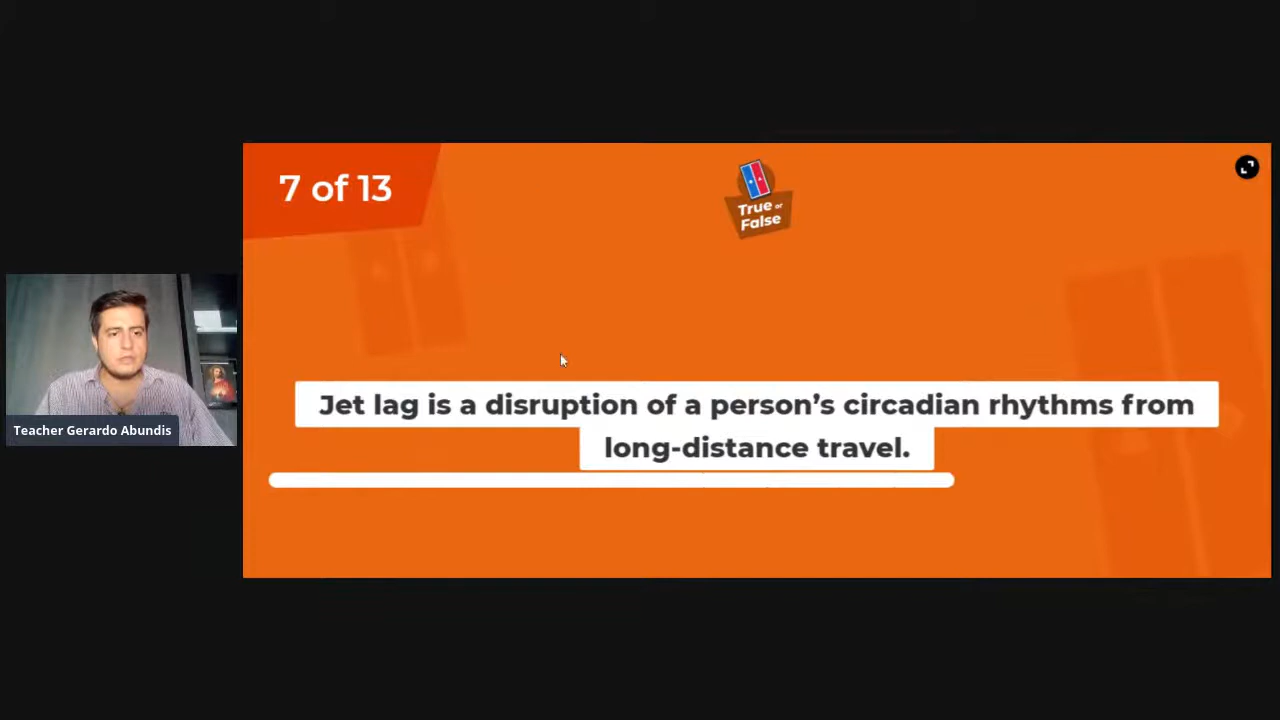 7 of 13
True or
False
Jet lag is a disruption of a person’s circadian rhythms from
long-distance travel.
Teacher Gerardo Abundis